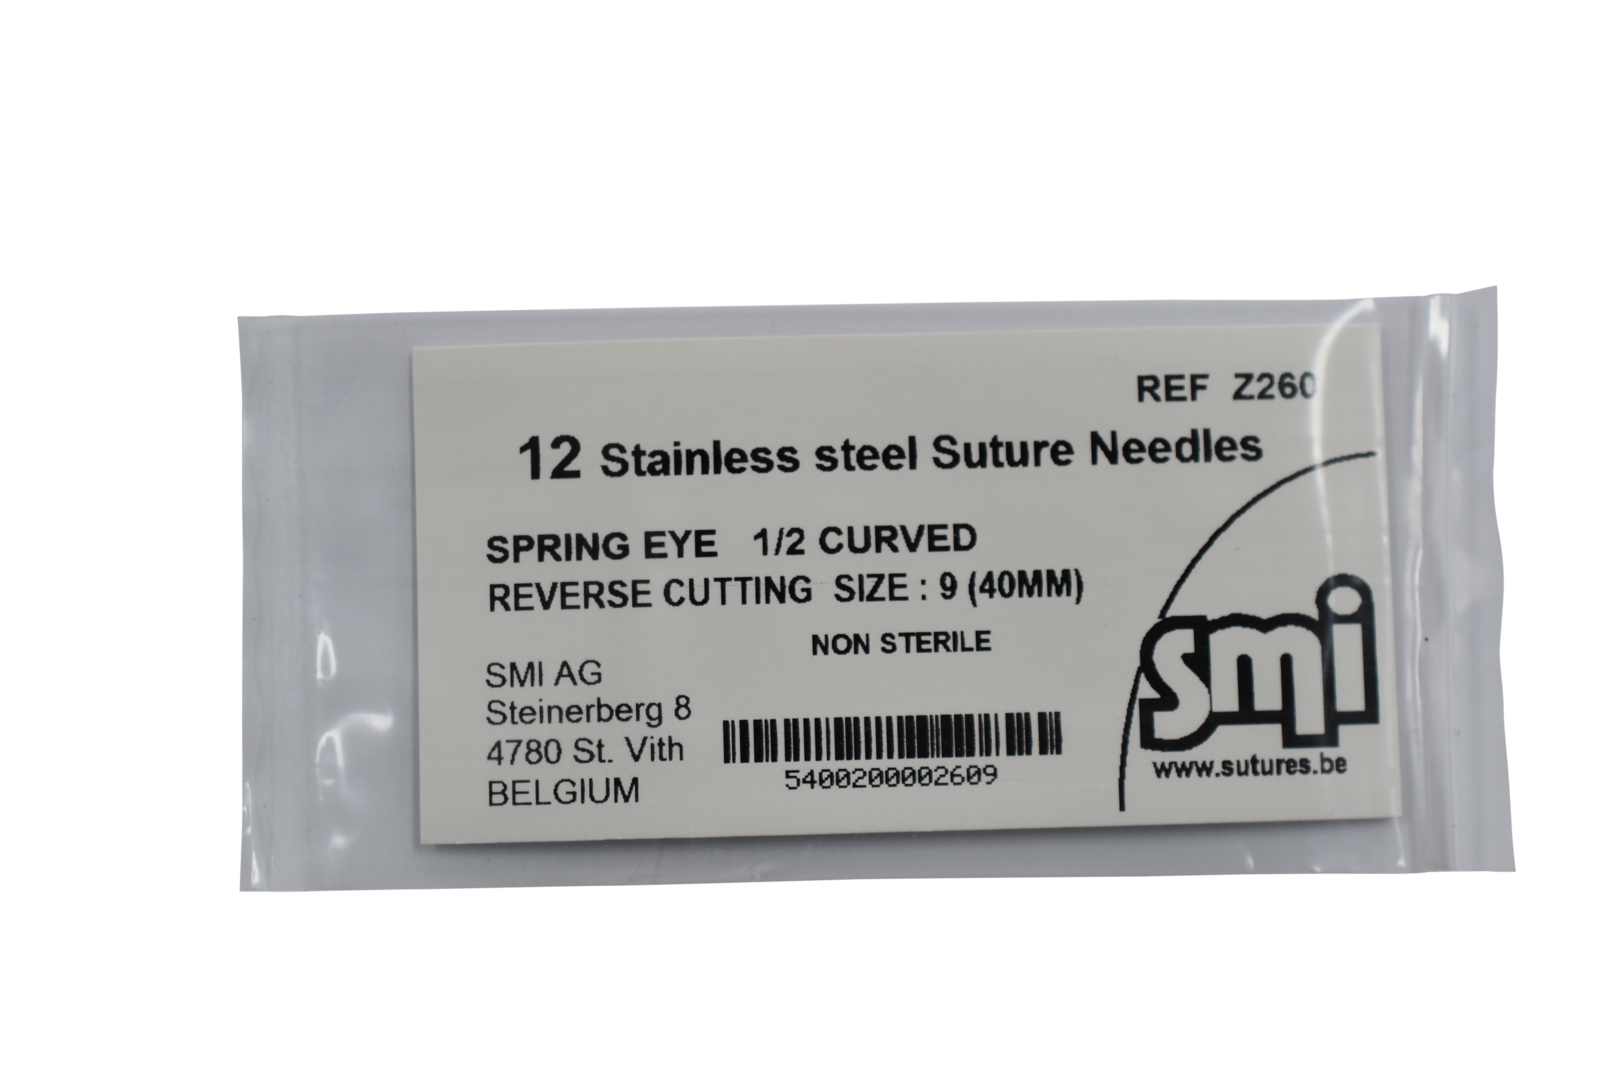 REF Z260
12 Stainless steel Suture Needles
SPRING EYE 1/2 CURVED
REVERSE CUTTING SIZE : 9 (40MM)
NON STERILE
SMI AG
Steinerberg 8
4780 St. Vith
BELGIUM
5400200002609
smi
www.sutures.be